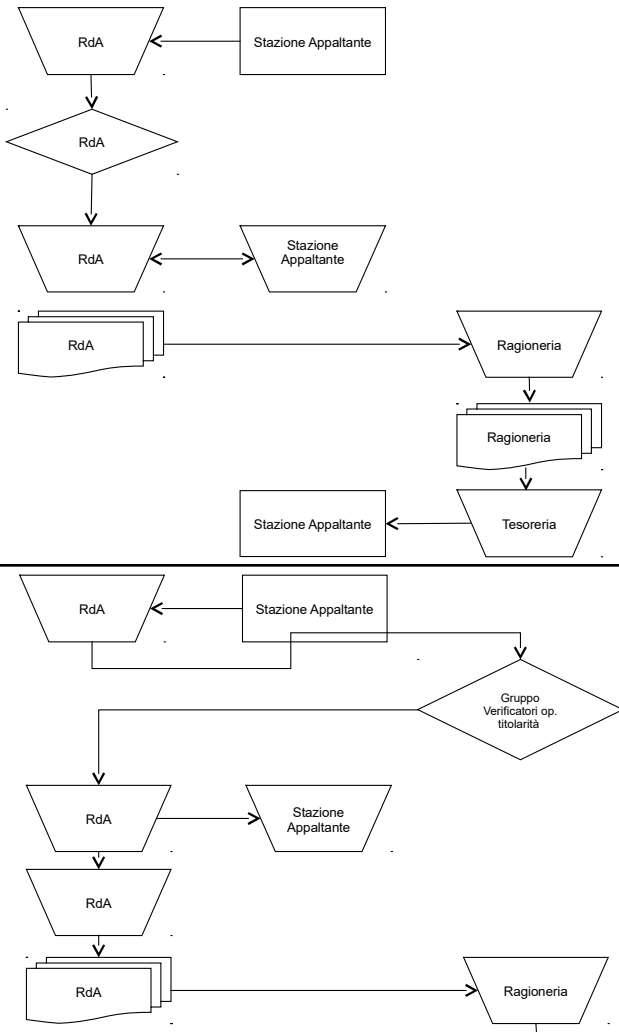 RdA
Stazione Appaltante
RdA
RdA
Stazione
Appaltante
RdA
Ragioneria
Ragioneria
Stazione Appaltante
Tesoreria
RdA
Stazione Appaltante
Gruppo
Verificatori op.
titolarità
RdA
Stazione
Appaltante
RdA
RdA
Ragioneria